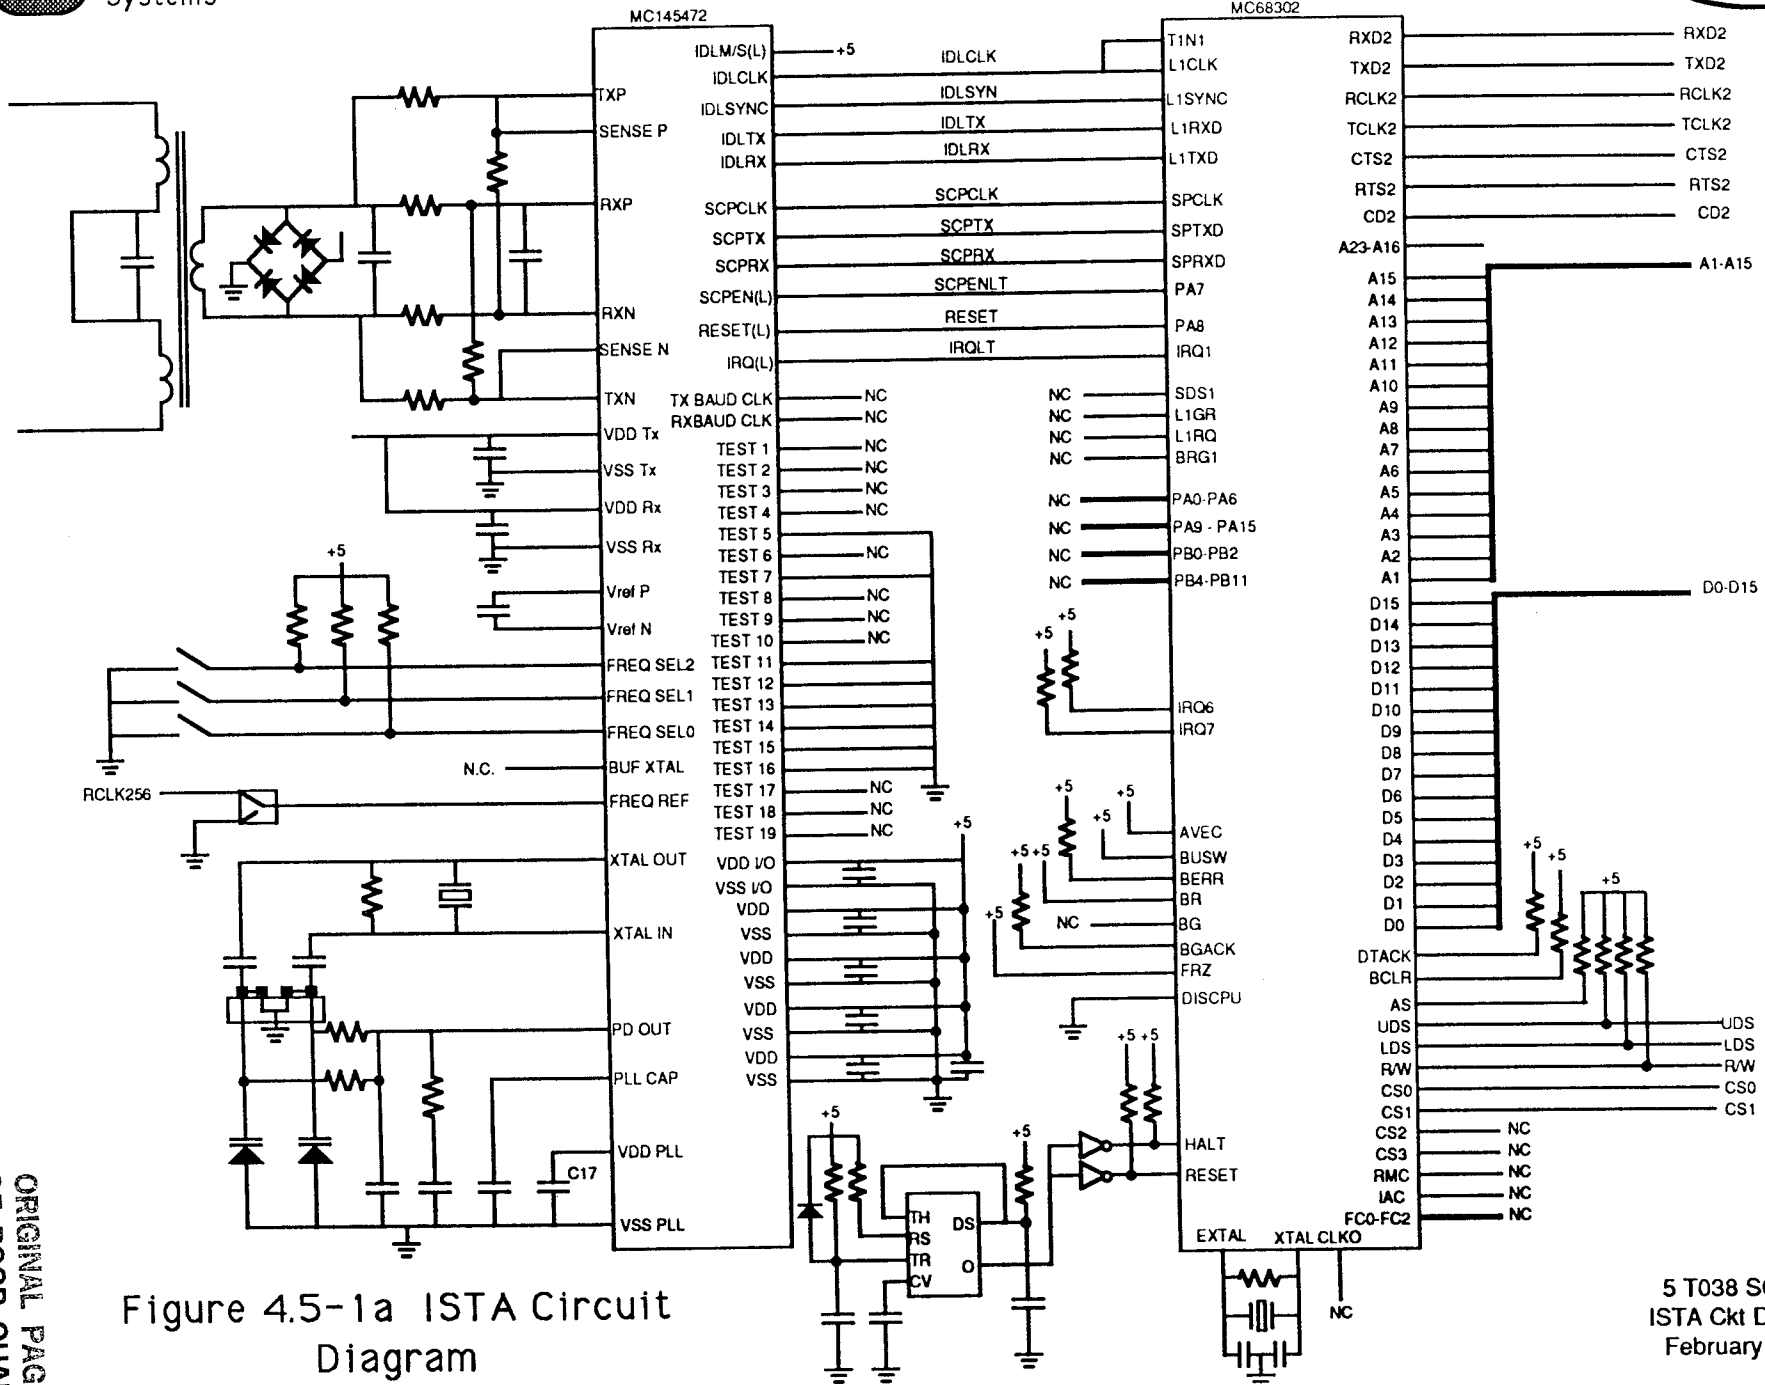 Systems
MC145472
MC68302
TXP
SENSE P
RXP
RXN
SENSE N
TXN
VDD Tx
VSS Tx
VDD Rx
VSS Rx
Vref P
Vref N
FREQ SEL2
FREQ SEL1
FREQ SEL0
BUF XTAL
FREQ REF
XTAL OUT
XTAL IN
PD OUT
PLL CAP
VDD PLL
VSS PLL
+5
N.C.
RCLK256
C17
IDLM/S(L)
IDLCLK
IDLSYNC
IDLTX
IDLRX
SCPCLK
SCPTX
SCPRX
SCPEN(L)
RESET(L)
IRQ(L)
TX BAUD CLK
RXBAUD CLK
TEST 1
TEST 2
TEST 3
TEST 4
TEST 5
TEST 6
TEST 7
TEST 8
TEST 9
TEST 10
TEST 11
TEST 12
TEST 13
TEST 14
TEST 15
TEST 16
TEST 17
TEST 18
TEST 19
VDD I/O
VSS I/O
VDD
VSS
VDD
VSS
VDD
VSS
VDD
VSS
+5
NC
NC
NC
NC
NC
NC
NC
NC
NC
NC
NC
NC
NC
+5
IDLCLK
IDLSYN
IDLTX
IDLRX
SCPCLK
SCPTX
SCPRX
SCPENLT
RESET
IRQLT
T1N1
L1CLK
L1SYNC
L1RXD
L1TXD
SPCLK
SPTXD
SPRXD
PA7
PA8
IRQ1
NC SDS1
NC L1GR
NC L1RQ
NC BRG1
NC PA0-PA6
NC PA9 - PA15
NC PB0-PB2
NC PB4-PB11
+5
+5
IRQ6
IRQ7
+5
+5
+5
+5 +5
+5
AVEC
BUSW
BERR
BR
NC BG
BGACK
FRZ
DISCPU
+5 +5
HALT
RESET
+5
+5
TH
RS
TR
CV
DS
O
EXTAL
XTAL CLKO
NC
RXD2 RXD2
TXD2 TXD2
RCLK2 RCLK2
TCLK2 TCLK2
CTS2 CTS2
RTS2 RTS2
CD2 CD2
A23-A16
A1-A15
A15
A14
A13
A12
A11
A10
A9
A8
A7
A6
A5
A4
A3
A2
A1
D0-D15
D15
D14
D13
D12
D11
D10
D9
D8
D7
D6
D5
D4
D3
D2
D1
D0
+5
+5
+5
DTACK
BCLR
AS
UDS UDS
LDS LDS
R/W R/W
CS0 CS0
CS1 CS1
CS2 NC
CS3 NC
RMC NC
IAC NC
FC0-FC2 NC
Figure 4.5-1a ISTA Circuit
Diagram
5 T038
ISTA Ckt
February
ORIGINAL